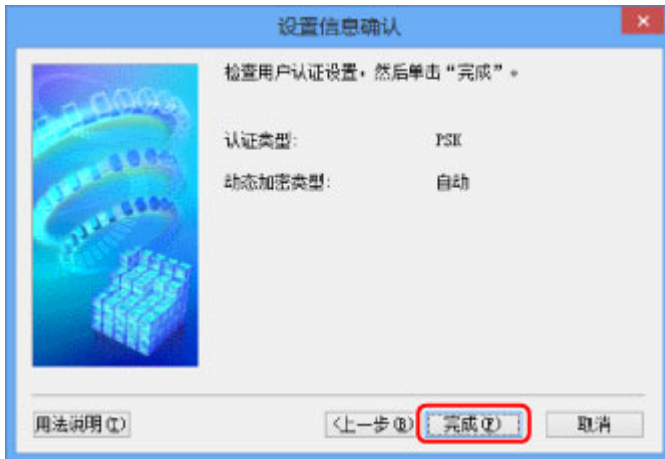 设置信息确认
检查用户认证设置，然后单击“完成”。
认证类型: PSK
动态加密类型: 自动
用法说明(I) <上一步(B) 完成(F) 取消